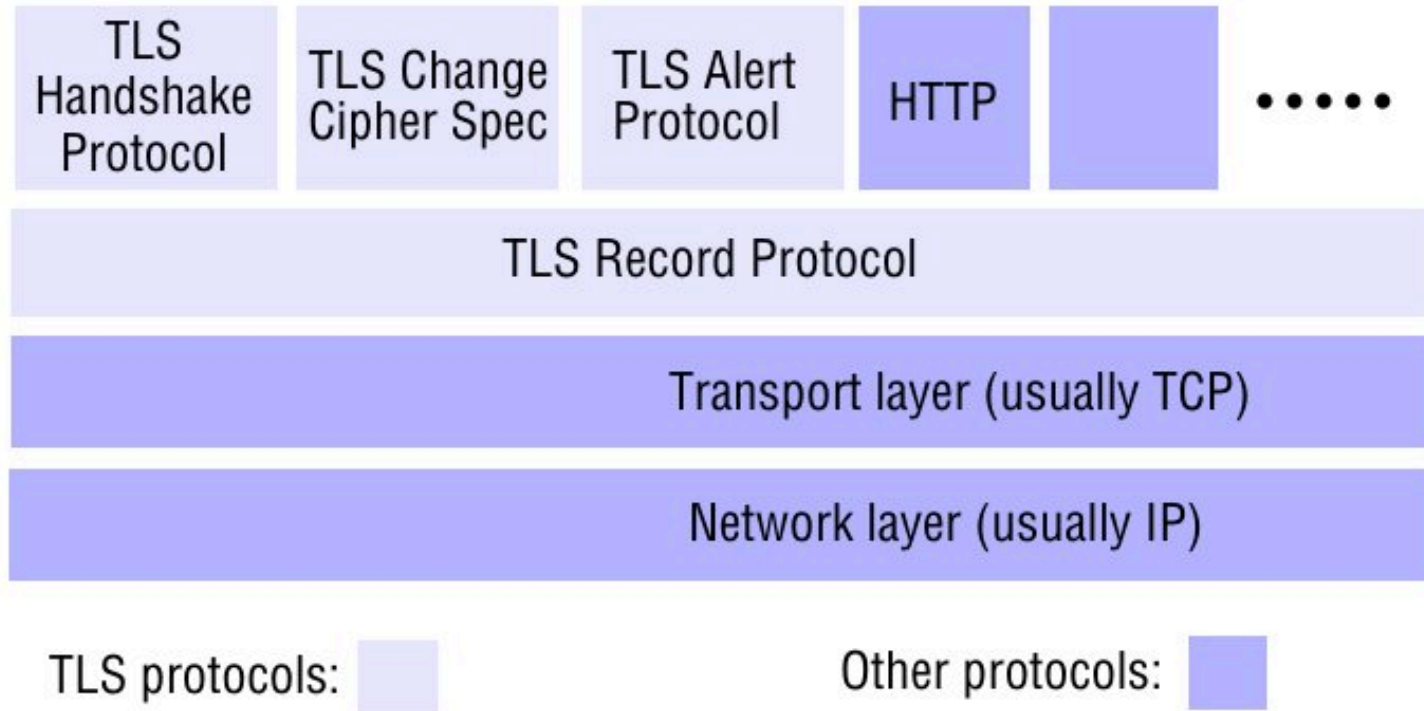 TLS
Handshake
Protocol
TLS Change
Cipher Spec
TLS Alert
Protocol
HTTP
.....
TLS Record Protocol
Transport layer (usually TCP)
Network layer (usually IP)
TLS protocols:
Other protocols: